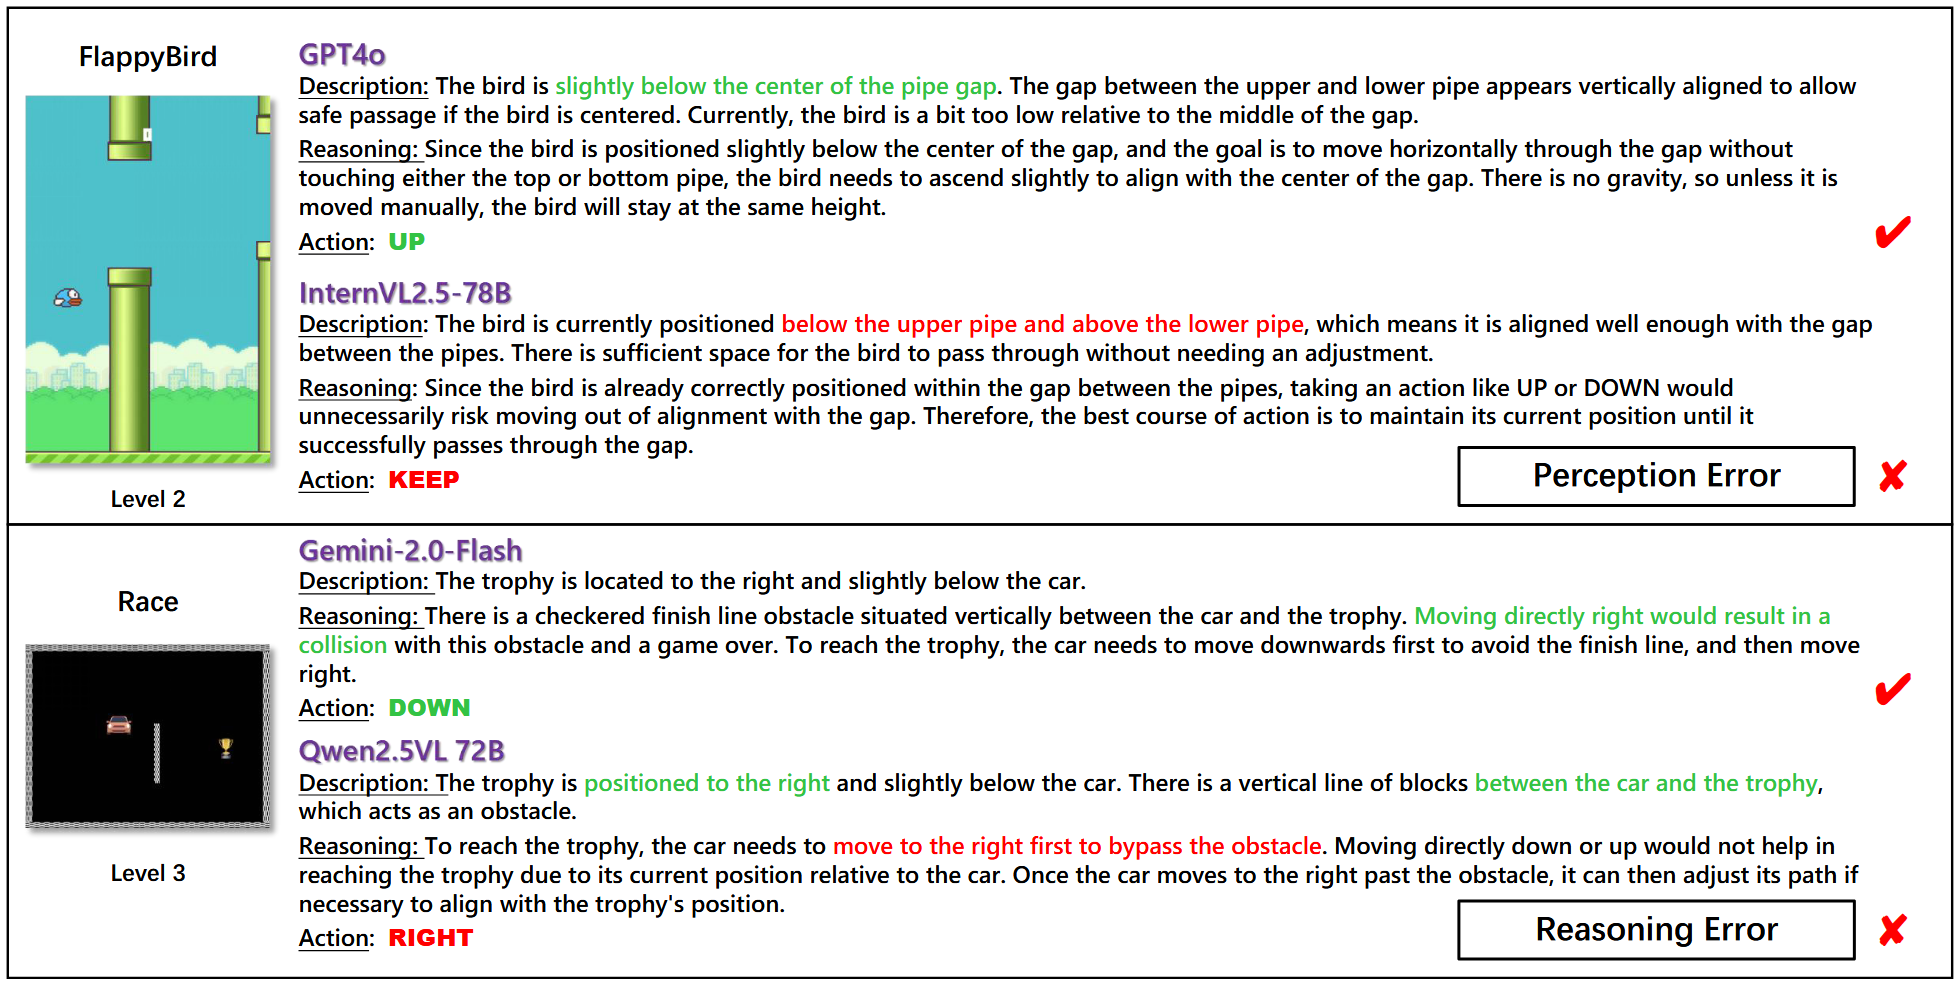 FlappyBird
Level 2
GPT4o
Description: The bird is slightly below the center of the pipe gap. The gap between the upper and lower pipe appears vertically aligned to allow
safe passage if the bird is centered. Currently, the bird is a bit too low relative to the middle of the gap.
Reasoning: Since the bird is positioned slightly below the center of the gap, and the goal is to move horizontally through the gap without
touching either the top or bottom pipe, the bird needs to ascend slightly to align with the center of the gap. There is no gravity, so unless it is
moved manually, the bird will stay at the same height.
Action: UP
✔
InternVL2.5-78B
Description: The bird is currently positioned below the upper pipe and above the lower pipe, which means it is aligned well enough with the gap
between the pipes. There is sufficient space for the bird to pass through without needing an adjustment.
Reasoning: Since the bird is already correctly positioned within the gap between the pipes, taking an action like UP or DOWN would
unnecessarily risk moving out of alignment with the gap. Therefore, the best course of action is to maintain its current position until it
successfully passes through the gap.
Action: KEEP
Perception Error ✘
Race
Level 3
Gemini-2.0-Flash
Description: The trophy is located to the right and slightly below the car.
Reasoning: There is a checkered finish line obstacle situated vertically between the car and the trophy. Moving directly right would result in a
collision with this obstacle and a game over. To reach the trophy, the car needs to move downwards first to avoid the finish line, and then move
right.
Action: DOWN
✔
Qwen2.5VL 72B
Description: The trophy is positioned to the right and slightly below the car. There is a vertical line of blocks between the car and the trophy,
which acts as an obstacle.
Reasoning: To reach the trophy, the car needs to move to the right first to bypass the obstacle. Moving directly down or up would not help in
reaching the trophy due to its current position relative to the car. Once the car moves to the right past the obstacle, it can then adjust its path if
necessary to align with the trophy's position.
Action: RIGHT
Reasoning Error ✘